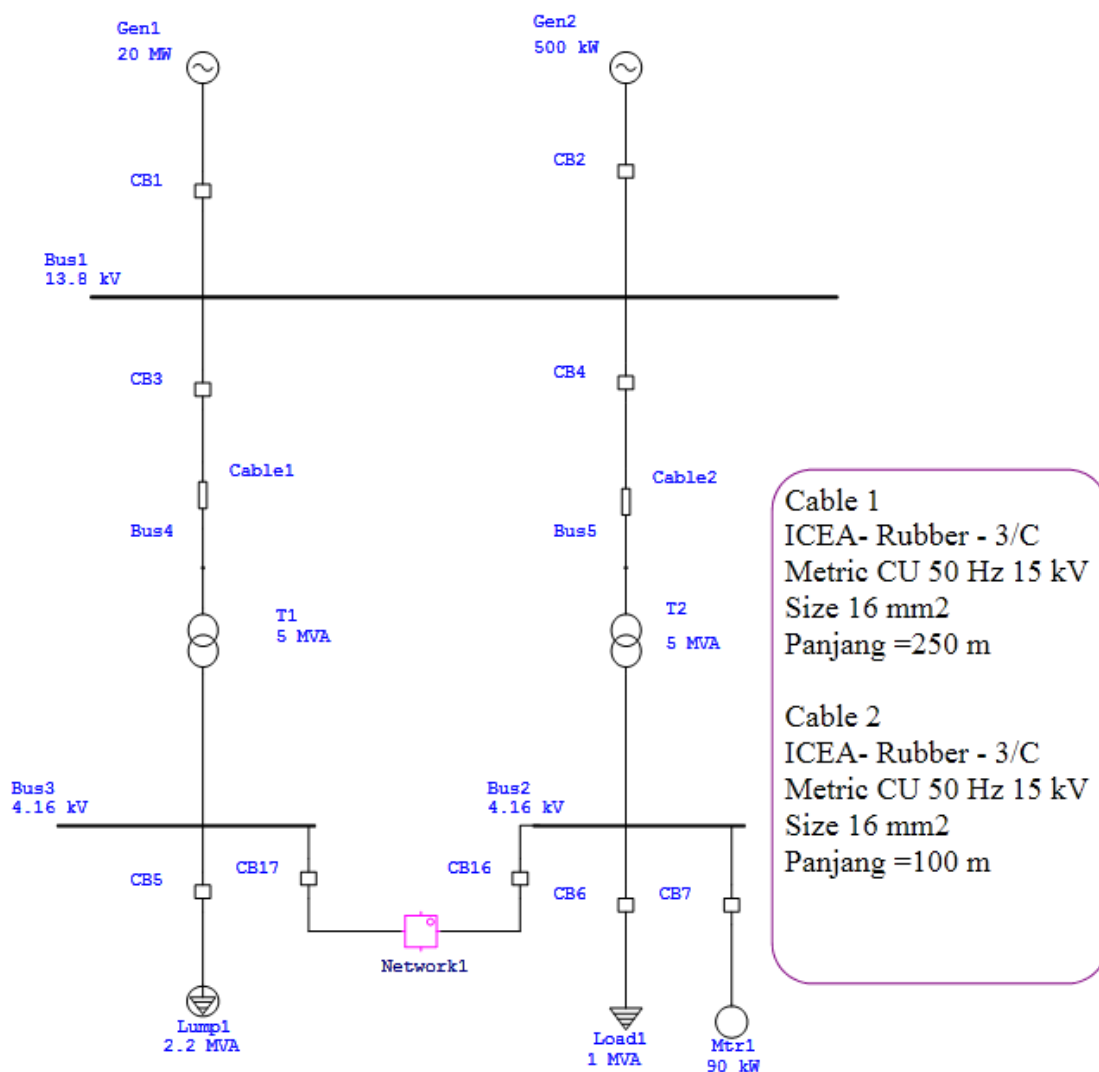 Gen1
20 MW
Gen2
500 kW
CB1
CB2
Bus1
13.8 kV
CB3
CB4
Cable1
Cable2
Bus4
Bus5
T1
5 MVA
T2
5 MVA
Cable 1
ICEA- Rubber - 3/C
Metric CU 50 Hz 15 kV
Size 16 mm2
Panjang =250 m
Cable 2
ICEA- Rubber - 3/C
Metric CU 50 Hz 15 kV
Size 16 mm2
Panjang =100 m
Bus3
4.16 kV
Bus2
4.16 kV
CB5
CB17
CB16
CB6
CB7
Network1
Lump1
2.2 MVA
Load1
1 MVA
Mtr1
90 kW